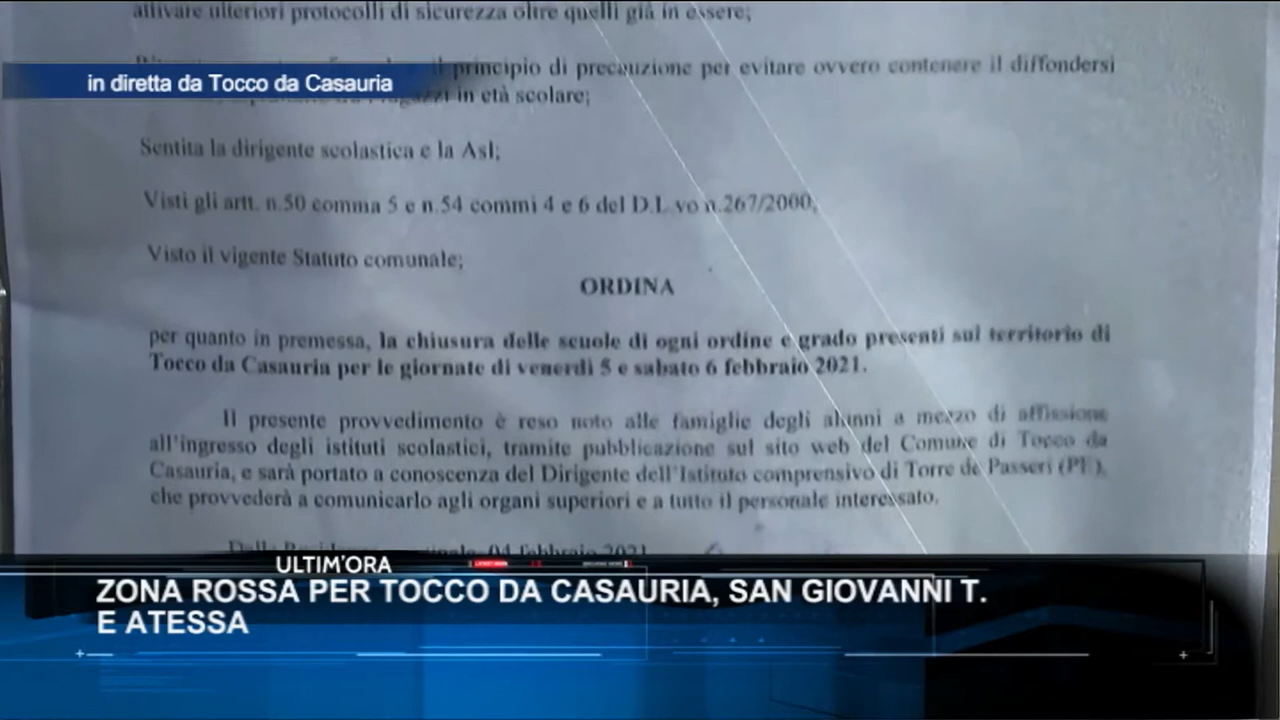 attivare ulteriori protocolli di sicurezza oltre quelli già in essere;
il principio di precauzione per evitare ovvero contenere il diffondersi
in diretta da Tocco da Casauria
in età scolare;
Sentita la dirigente scolastica e la Asl;
Visti gli artt. n.50 comma 5 e n.54 commi 4 e 6 del D.L.vo n.267/2000,
Visto il vigente Statuto comunale;
ORDINA
per quanto in premessa, la chiusura delle scuole di ogni ordine e grado presenti sul territorio di
Tocco da Casauria per le giornate di venerdì 5 e sabato 6 febbraio 2021.
Il presente provvedimento è reso noto alle famiglie degli alunni a mezzo di affissione
all'ingresso degli istituti scolastici, tramite pubblicazione sul sito web del Comune di Tocco da
Casauria, e sarà portato a conoscenza del Dirigente dell'Istituto comprensivo di Torre de Passeri (PE),
che provvederà a comunicarlo agli organi superiori e a tutto il personale interessato.
04 febbraio 2021
ULTIM'ORA
ZONA ROSSA PER TOCCO DA CASAURIA, SAN GIOVANNI T.
E ATESSA